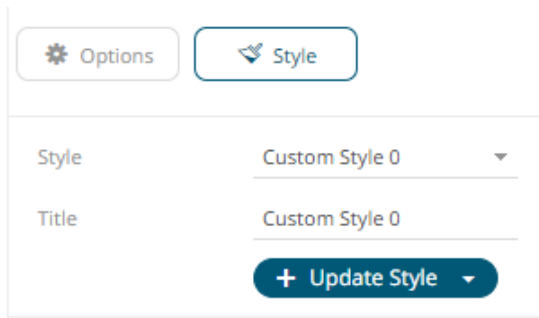 Options Style
Style Custom Style 0
Title Custom Style 0
+ Update Style